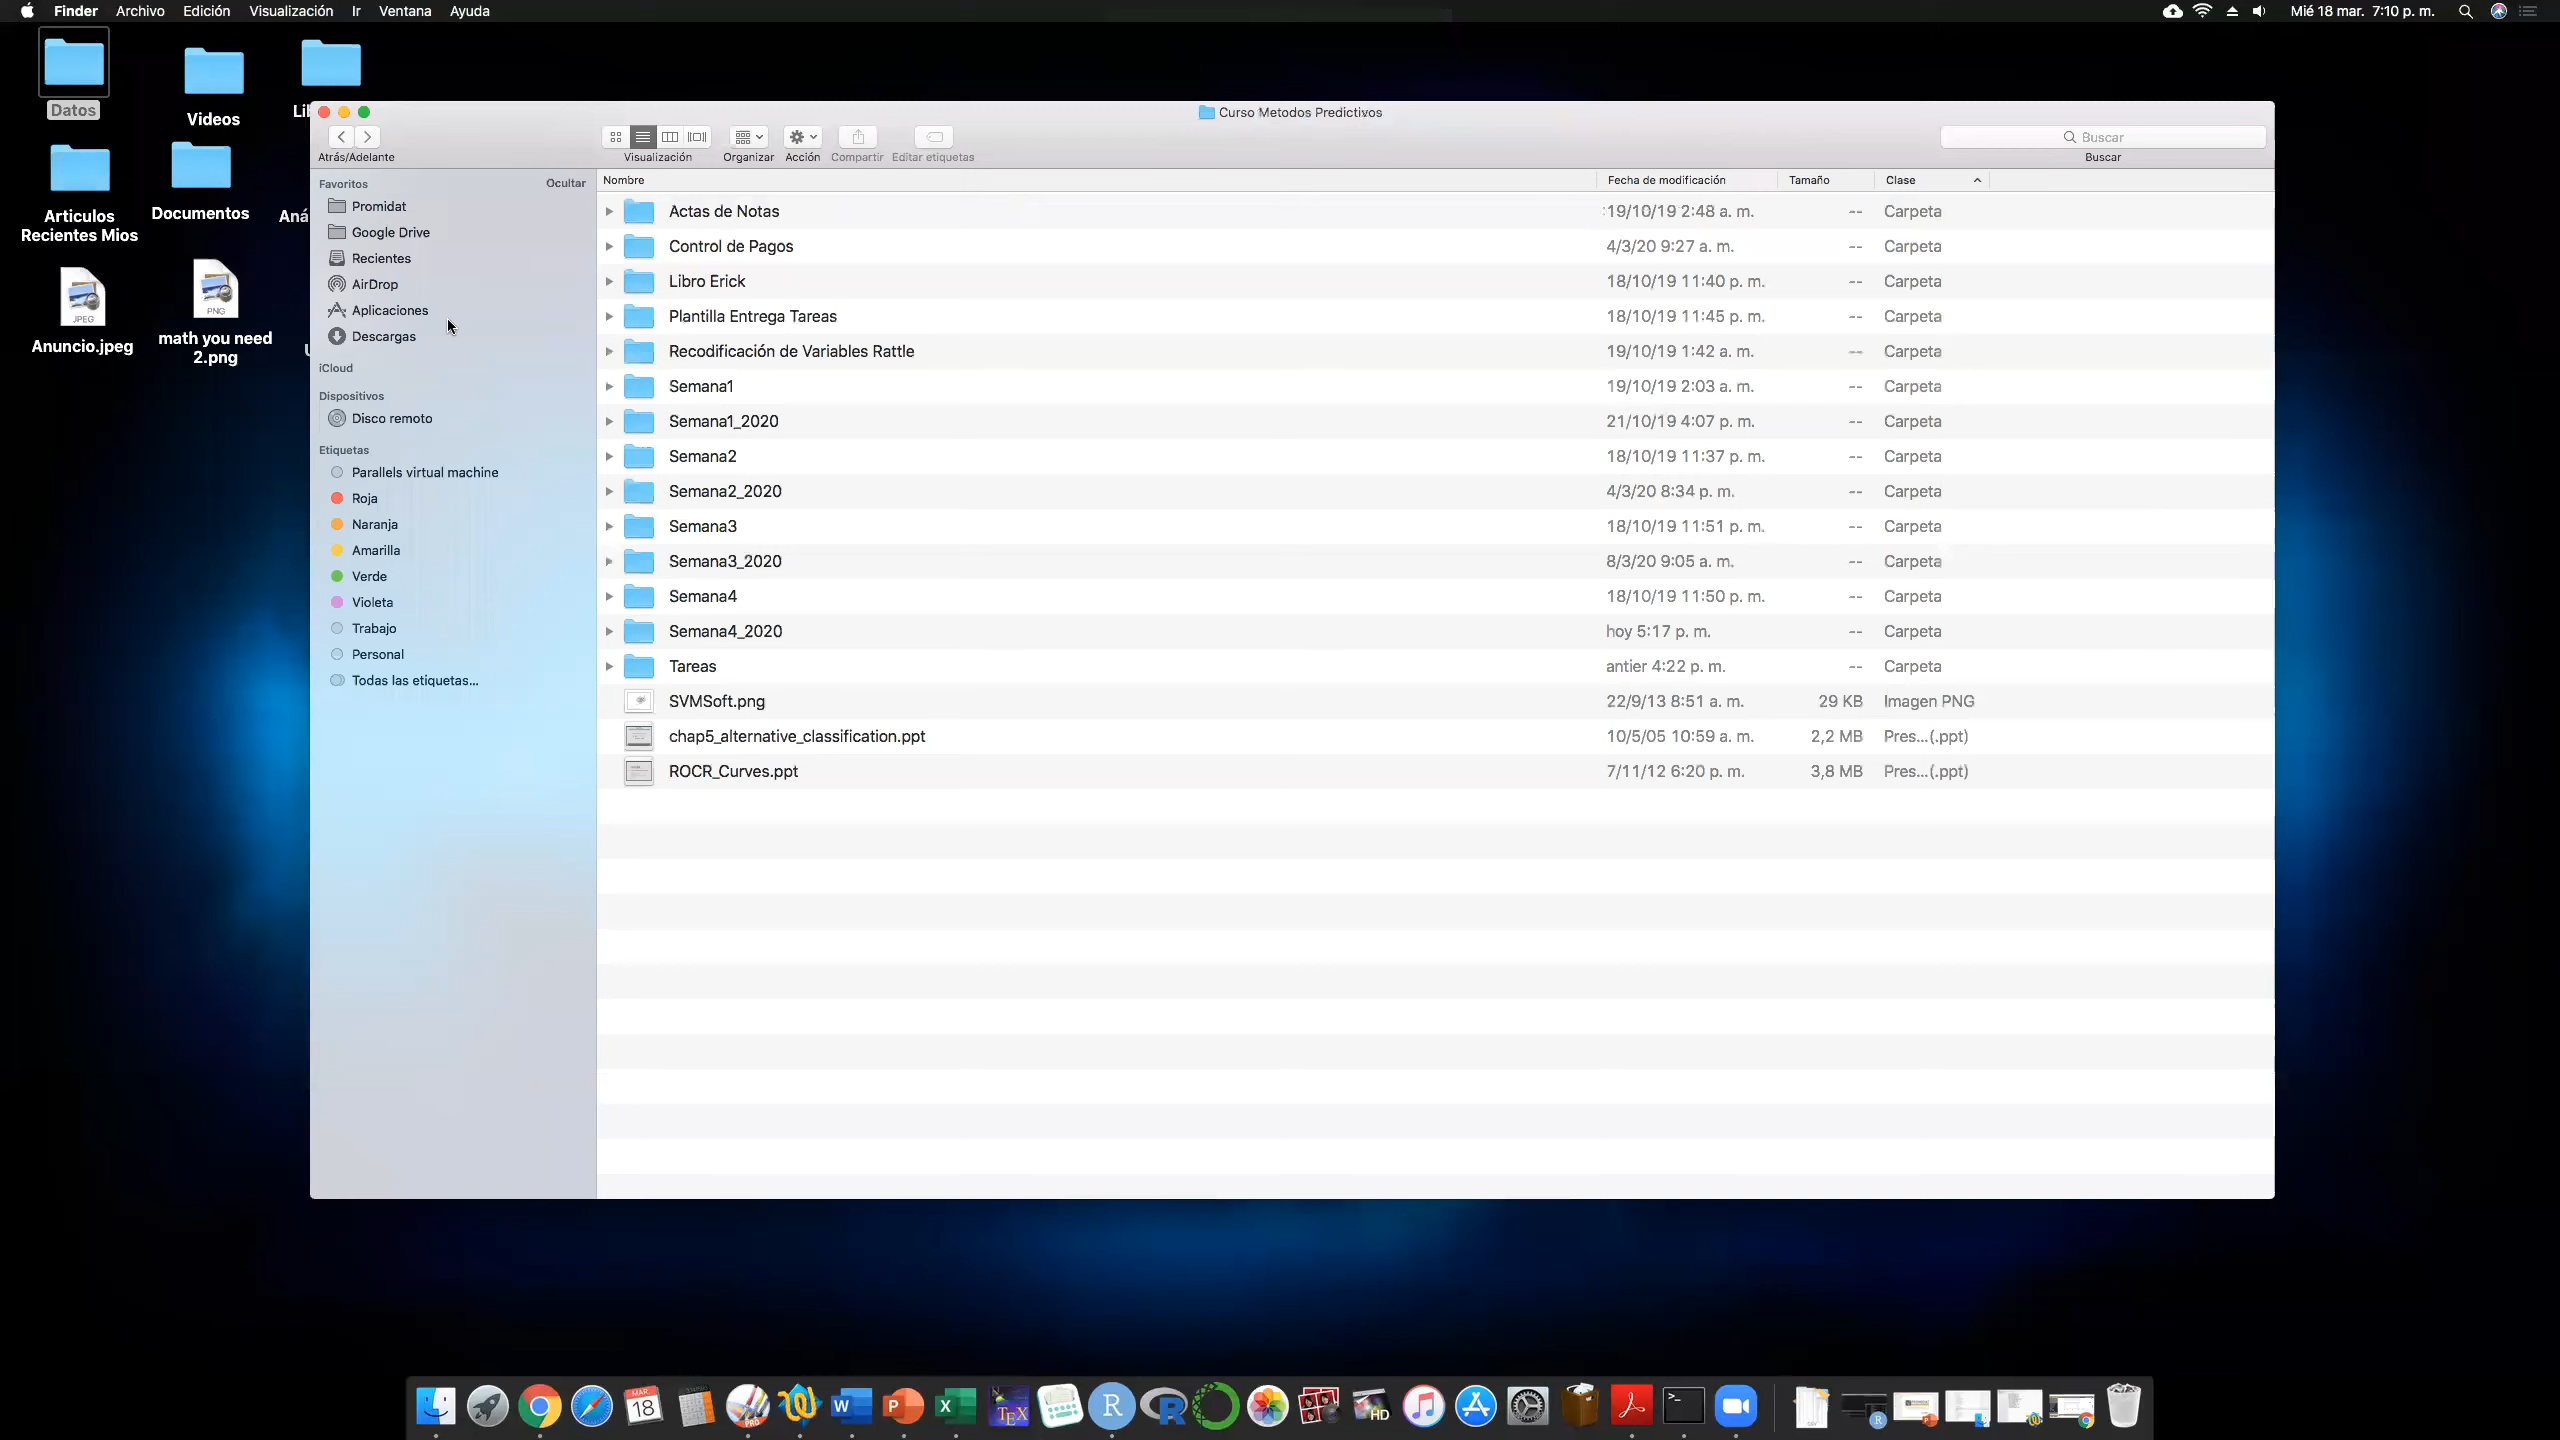 Finder Archivo Edición Visualización Ir Ventana Ayuda
Mié 18 mar. 7:10 p. m.
Datos
Videos
Articulos Recientes Mios
Documentos
Anuncio.jpeg
JPEG
PNG
math you need 2.png
Curso Metodos Predictivos
Atrás/Adelante
Visualización
Organizar
Acción
Compartir
Editar etiquetas
Buscar
Buscar
Favoritos
Ocultar
Promidat
Google Drive
Recientes
AirDrop
Aplicaciones
Descargas
iCloud
Dispositivos
Disco remoto
Etiquetas
Parallels virtual machine
Roja
Naranja
Amarilla
Verde
Violeta
Trabajo
Personal
Todas las etiquetas...
Nombre Fecha de modificación Tamaño Clase
Actas de Notas 19/10/19 2:48 a. m. -- Carpeta
Control de Pagos 4/3/20 9:27 a. m. -- Carpeta
Libro Erick 18/10/19 11:40 p. m. -- Carpeta
Plantilla Entrega Tareas 18/10/19 11:45 p. m. -- Carpeta
Recodificación de Variables Rattle 19/10/19 1:42 a. m. -- Carpeta
Semana1 19/10/19 2:03 a. m. -- Carpeta
Semana1_2020 21/10/19 4:07 p. m. -- Carpeta
Semana2 18/10/19 11:37 p. m. -- Carpeta
Semana2_2020 4/3/20 8:34 p. m. -- Carpeta
Semana3 18/10/19 11:51 p. m. -- Carpeta
Semana3_2020 8/3/20 9:05 a. m. -- Carpeta
Semana4 18/10/19 11:50 p. m. -- Carpeta
Semana4_2020 hoy 5:17 p. m. -- Carpeta
Tareas antier 4:22 p. m. -- Carpeta
SVMSoft.png 22/9/13 8:51 a. m. 29 KB Imagen PNG
chap5_alternative_classification.ppt 10/5/05 10:59 a. m. 2,2 MB Pres...(.ppt)
ROCR_Curves.ppt 7/11/12 6:20 p. m. 3,8 MB Pres...(.ppt)
MAR
18
PRO
W
P
X
TEX
R
R
HD